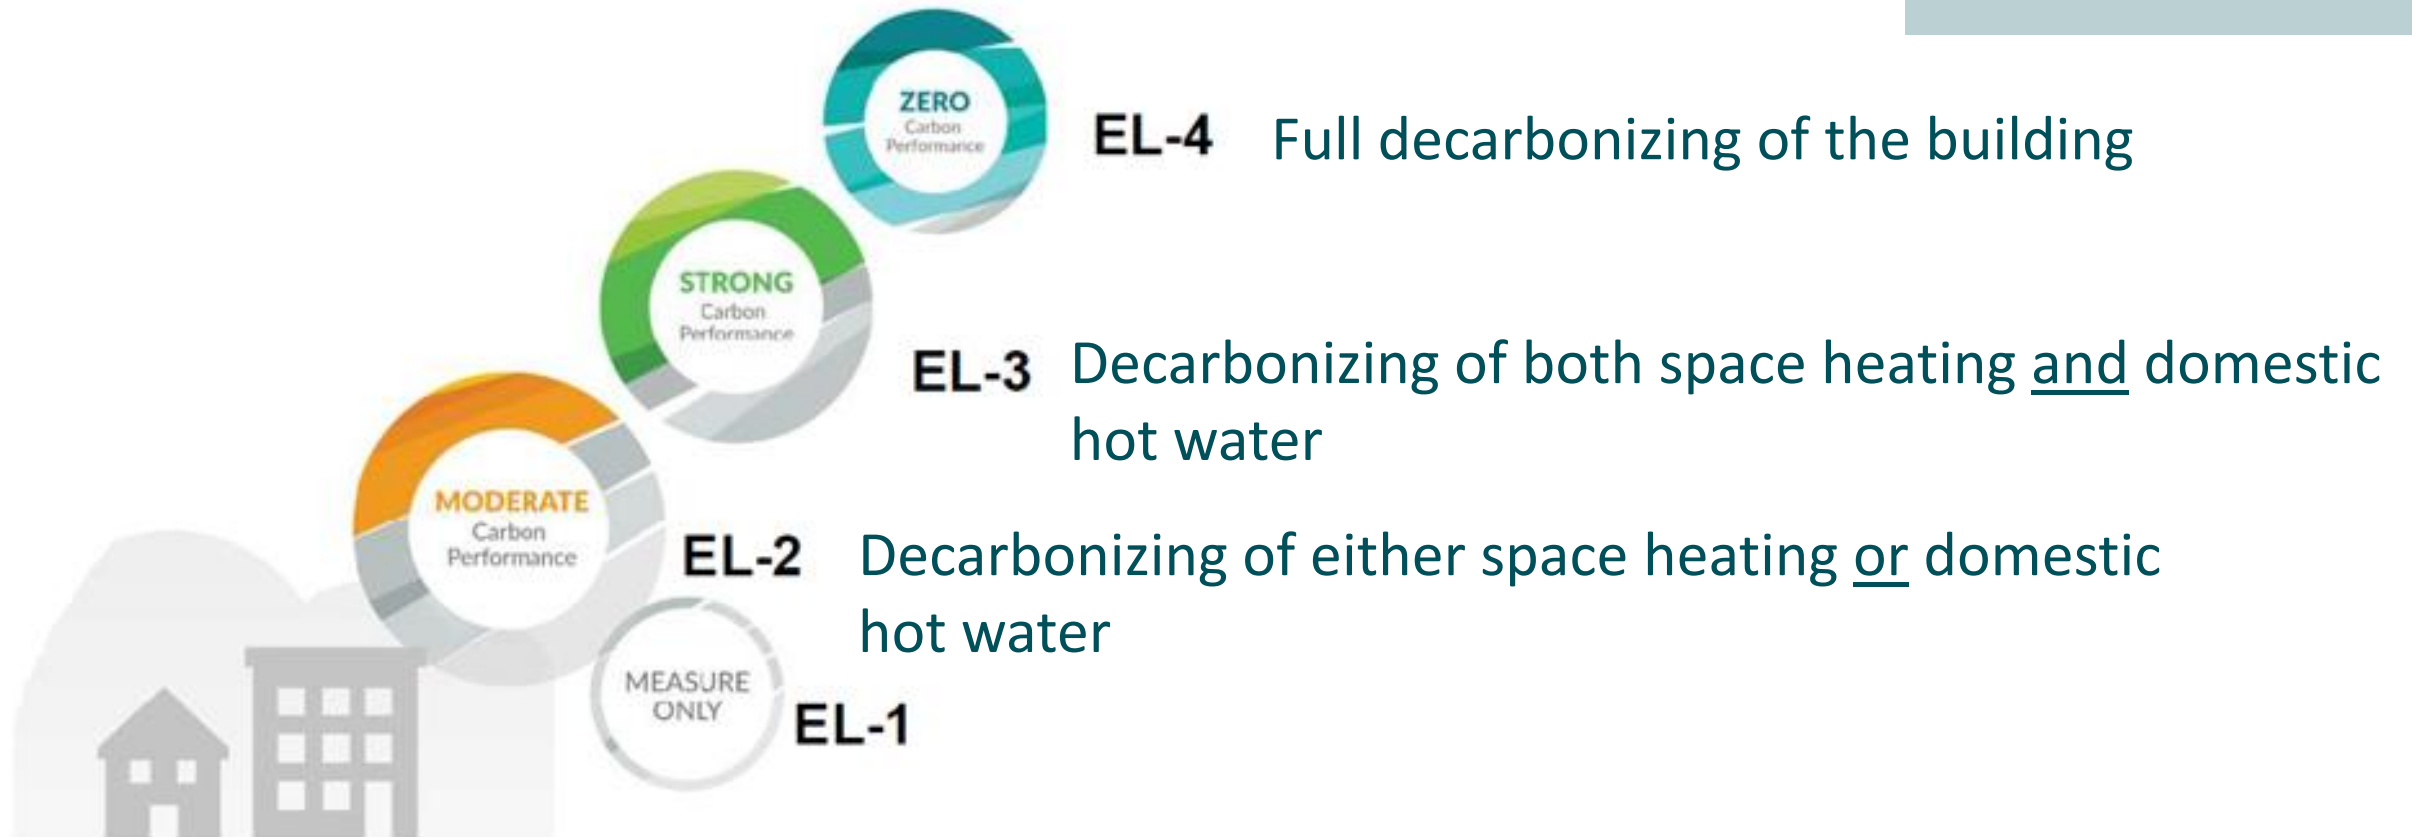 ZERO
Carbon
Performance
EL-4 Full decarbonizing of the building
STRONG
Carbon
Performance
EL-3 Decarbonizing of both space heating and domestic
hot water
MODERATE
Carbon
Performance
EL-2 Decarbonizing of either space heating or domestic
hot water
MEASURE
ONLY
EL-1